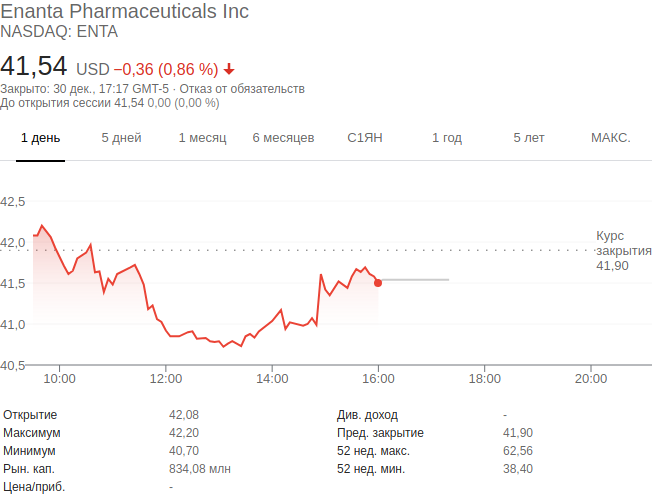 Enanta Pharmaceuticals Inc
NASDAQ: ENTA
41,54 USD −0,36 (0,86 %)
Закрыто: 30 дек., 17:17 GMT-5 · Отказ от обязательств
До открытия сессии 41,54 0,00 (0,00 %)
1 день 5 дней 1 месяц 6 месяцев С1ЯН 1 год 5 лет МАКС.
42,5
Курс
42,0
закрытия
41,90
41,5
41,0
40,5
10:00 12:00 14:00 16:00 18:00 20:00
Открытие 42,08 Див. доход -
Максимум 42,20 Пред. закрытие 41,90
Минимум 40,70 52 нед. макс. 62,56
Рын. кап. 834,08 млн 52 нед. мин. 38,40
Цена/приб. -